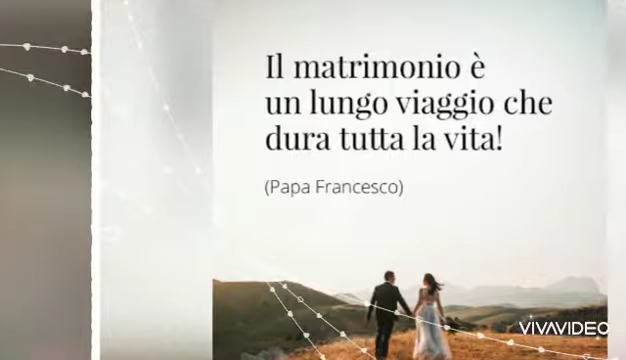 Il matrimonio è
un lungo viaggio che
dura tutta la vita!
(Papa Francesco)
VIVAVIDEO